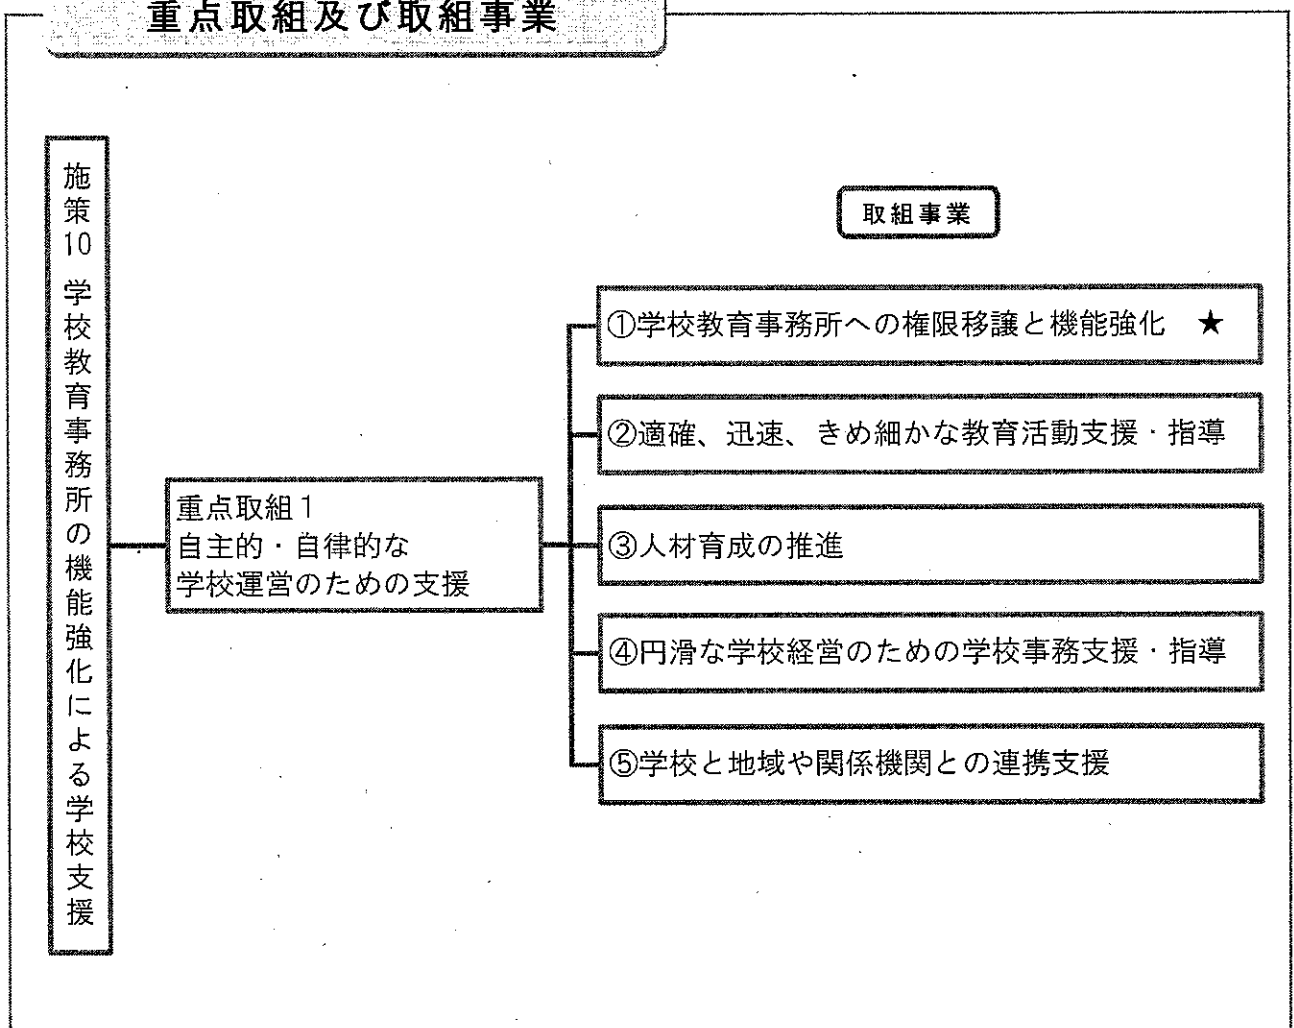 重点取組及び取組事業
施策10 学校教育事務所の機能強化による学校支援
重点取組1
自主的・自律的な
学校運営のための支援
取組事業
①学校教育事務所への権限移譲と機能強化 ★
②適確、迅速、きめ細かな教育活動支援・指導
③人材育成の推進
④円滑な学校経営のための学校事務支援・指導
⑤学校と地域や関係機関との連携支援